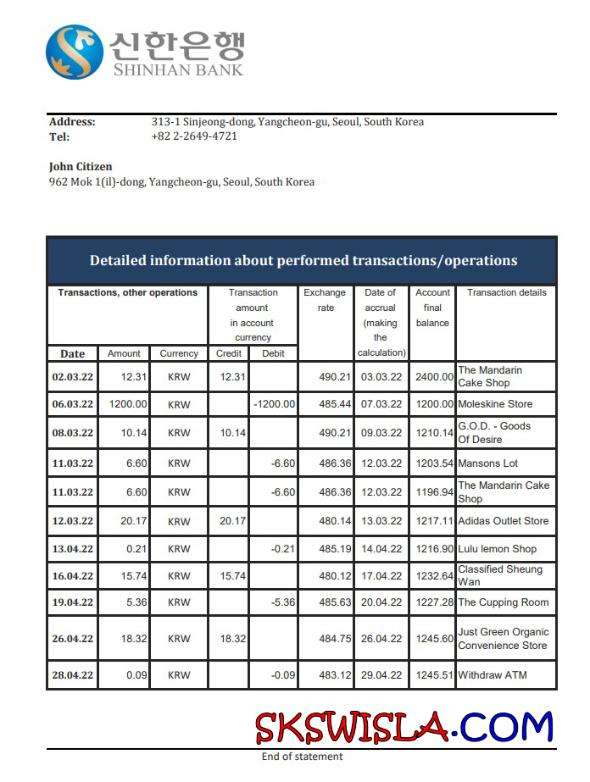 신한은행
SHINHAN BANK
Address: 313-1 Sinjeong-dong, Yangcheon-gu, Seoul, South Korea
Tel: +82 2-2649-4721
John Citizen
962 Mok 1(il)-dong, Yangcheon-gu, Seoul, South Korea
Detailed information about performed transactions/operations
Transactions, other operations Transaction amount in account currency Exchange rate Date of accrual (making the calculation) Account final balance Transaction details
Date Amount Currency Credit Debit
02.03.22 12.31 KRW 12.31 490.21 03.03.22 2400.00 The Mandarin Cake Shop
06.03.22 1200.00 KRW -1200.00 485.44 07.03.22 1200.00 Moleskine Store
08.03.22 10.14 KRW 10.14 490.21 09.03.22 1210.14 G.O.D. - Goods Of Desire
11.03.22 6.60 KRW -6.60 486.36 12.03.22 1203.54 Mansons Lot
11.03.22 6.60 KRW -6.60 486.36 12.03.22 1196.94 The Mandarin Cake Shop
12.03.22 20.17 KRW 20.17 480.14 13.03.22 1217.11 Adidas Outlet Store
13.04.22 0.21 KRW -0.21 485.19 14.04.22 1216.90 Lulu lemon Shop
16.04.22 15.74 KRW 15.74 480.12 17.04.22 1232.64 Classified Sheung Wan
19.04.22 5.36 KRW -5.36 485.63 20.04.22 1227.28 The Cupping Room
26.04.22 18.32 KRW 18.32 484.75 26.04.22 1245.60 Just Green Organic Convenience Store
28.04.22 0.09 KRW -0.09 483.12 29.04.22 1245.51 Withdraw ATM
SKSWISLA.COM
End of statement